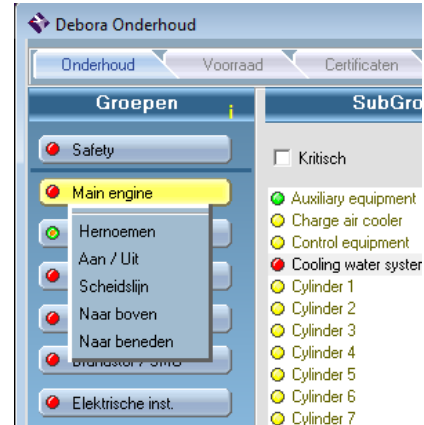 Debora Onderhoud
Onderhoud Voorraad Certificaten
Groepen i
Safety
Main engine
Hernoemen
Aan / Uit
Scheidslijn
Naar boven
Naar beneden
Elektrische inst.
SubGro
Kritisch
Auxiliary equipment
Charge air cooler
Control equipment
Cooling water syster
Cylinder 1
Cylinder 2
Cylinder 3
Cylinder 4
Cylinder 5
Cylinder 6
Cylinder 7